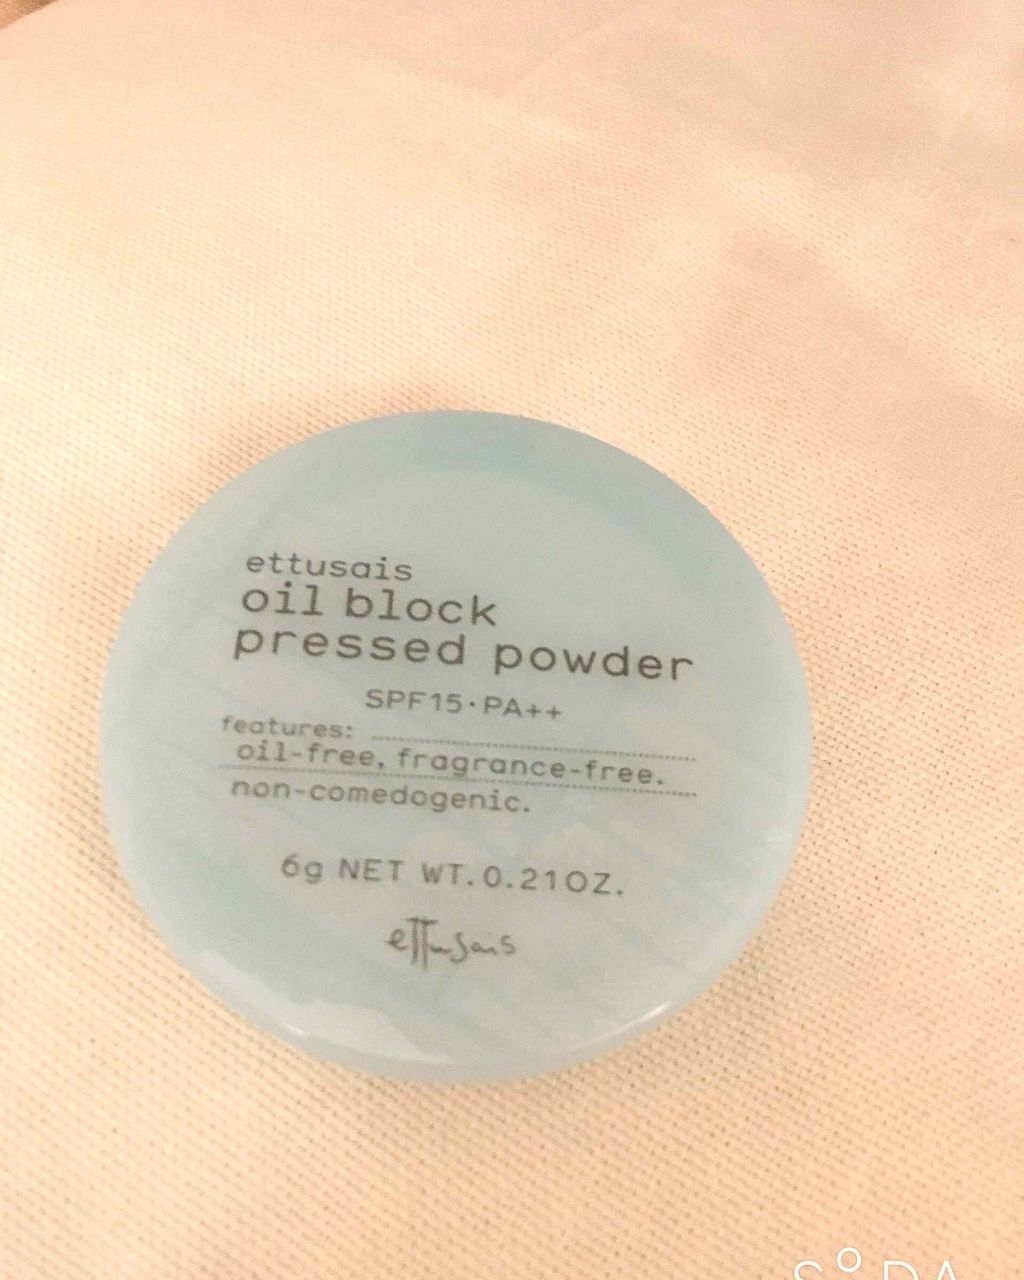 ettusais
oil block
pressed powder
SPF15·PA++
features:
oil-free, fragrance-free.
non-comedogenic.
6g NET WT.0.21OZ.
ettusais
SODA